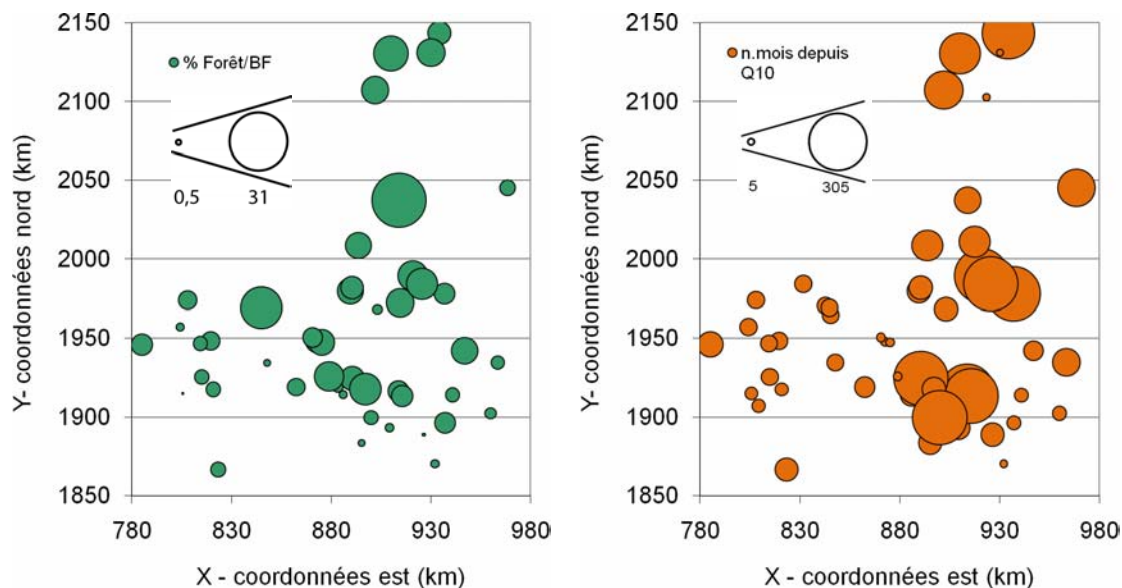 2150
2100
2050
2000
1950
1900
1850
Y- coordonnées nord (km)
% Forêt/BF
0,5 31
780 830 880 930 980
X - coordonnées est (km)
2150
2100
2050
2000
1950
1900
1850
Y- coordonnées nord (km)
n.mois depuis
Q10
5 305
780 830 880 930 980
X - coordonnées est (km)